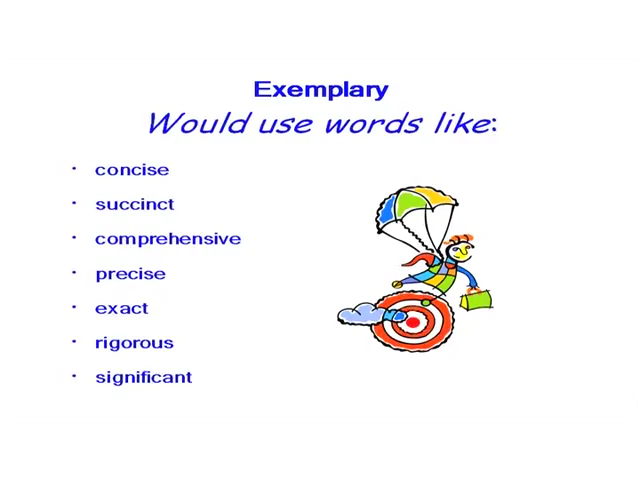 Exemplary
Would use words like:
• concise
• succinct
• comprehensive
• precise
• exact
• rigorous
• significant